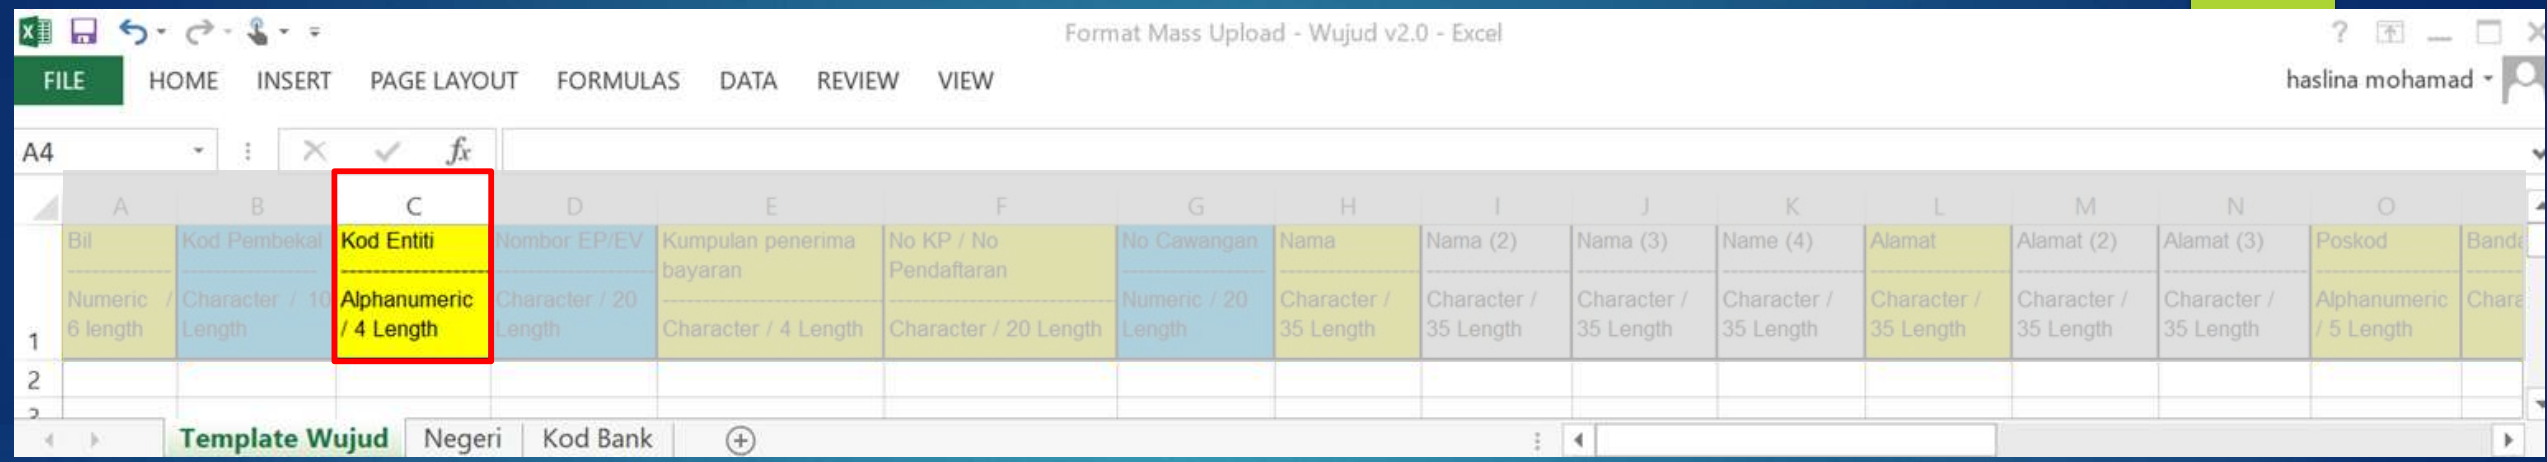 Format Mass Upload - Wujud v2.0 - Excel
FILE HOME INSERT PAGE LAYOUT FORMULAS DATA REVIEW VIEW haslina mohamad
A4 fx
A B C D E F G H I J K L M N O
Bil
Numeric / 6 length
Kod Pembekal
Character / 10 Length
Kod Entiti
Alphanumeric
/ 4 Length
Nombor EP/EV
Character / 20 Length
Kumpulan penerima
bayaran
Character / 4 Length
No KP / No
Pendaftaran
Character / 20 Length
No Cawangan
Numeric / 20
Length
Nama
Character /
35 Length
Nama (2)
Character /
35 Length
Nama (3)
Character /
35 Length
Name (4)
Character /
35 Length
Alamat
Character /
35 Length
Alamat (2)
Character /
35 Length
Alamat (3)
Character /
35 Length
Poskod
Alphanumeric
/ 5 Length
1
2
Template Wujud Negeri Kod Bank